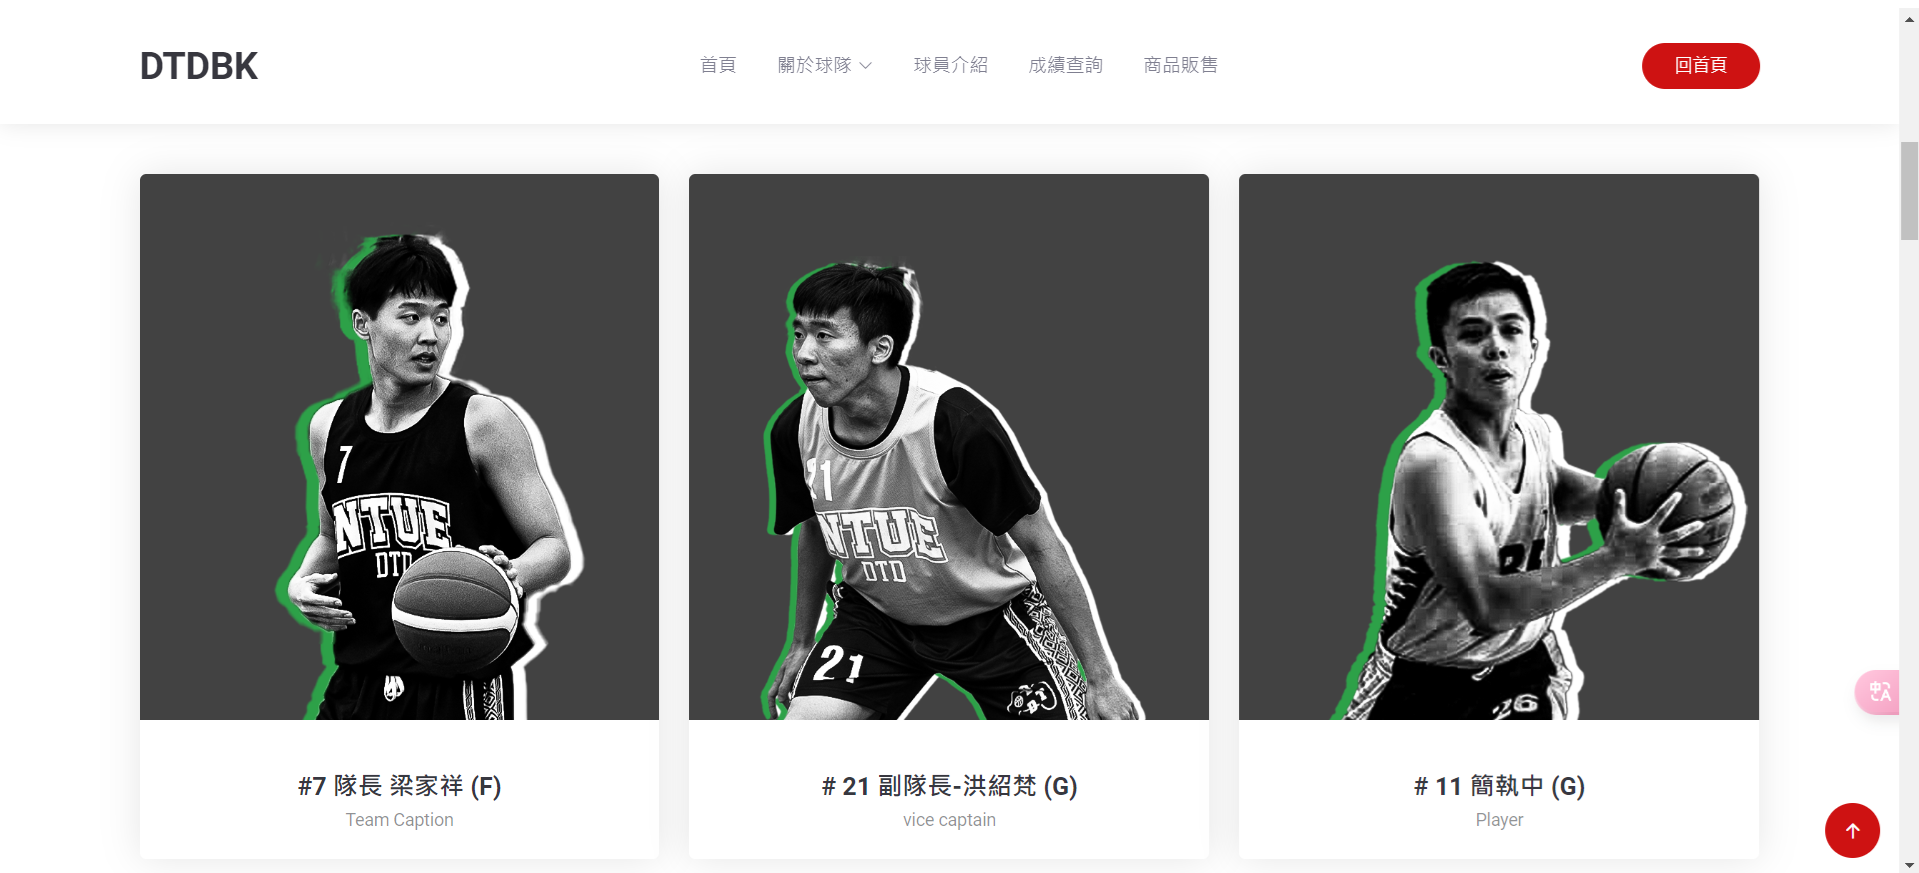 DTDBK
首頁 關於球隊 球員介紹 成績查詢 商品販售
回首頁
7
NTUE
DTD
21
NTUE
DTD
21
26
#7 隊長 梁家祥 (F)
Team Caption
# 21 副隊長-洪紹梵 (G)
vice captain
# 11 簡執中 (G)
Player